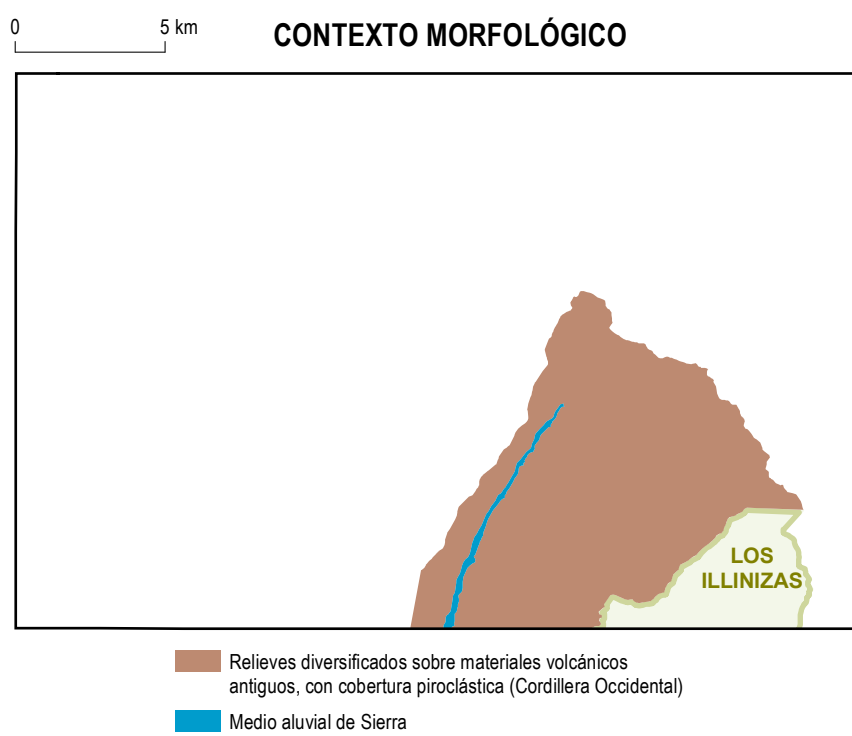 0 5 km
CONTEXTO MORFOLÓGICO
LOS
ILLINIZAS
Relieves diversificados sobre materiales volcánicos
antiguos, con cobertura piroclástica (Cordillera Occidental)
Medio aluvial de Sierra